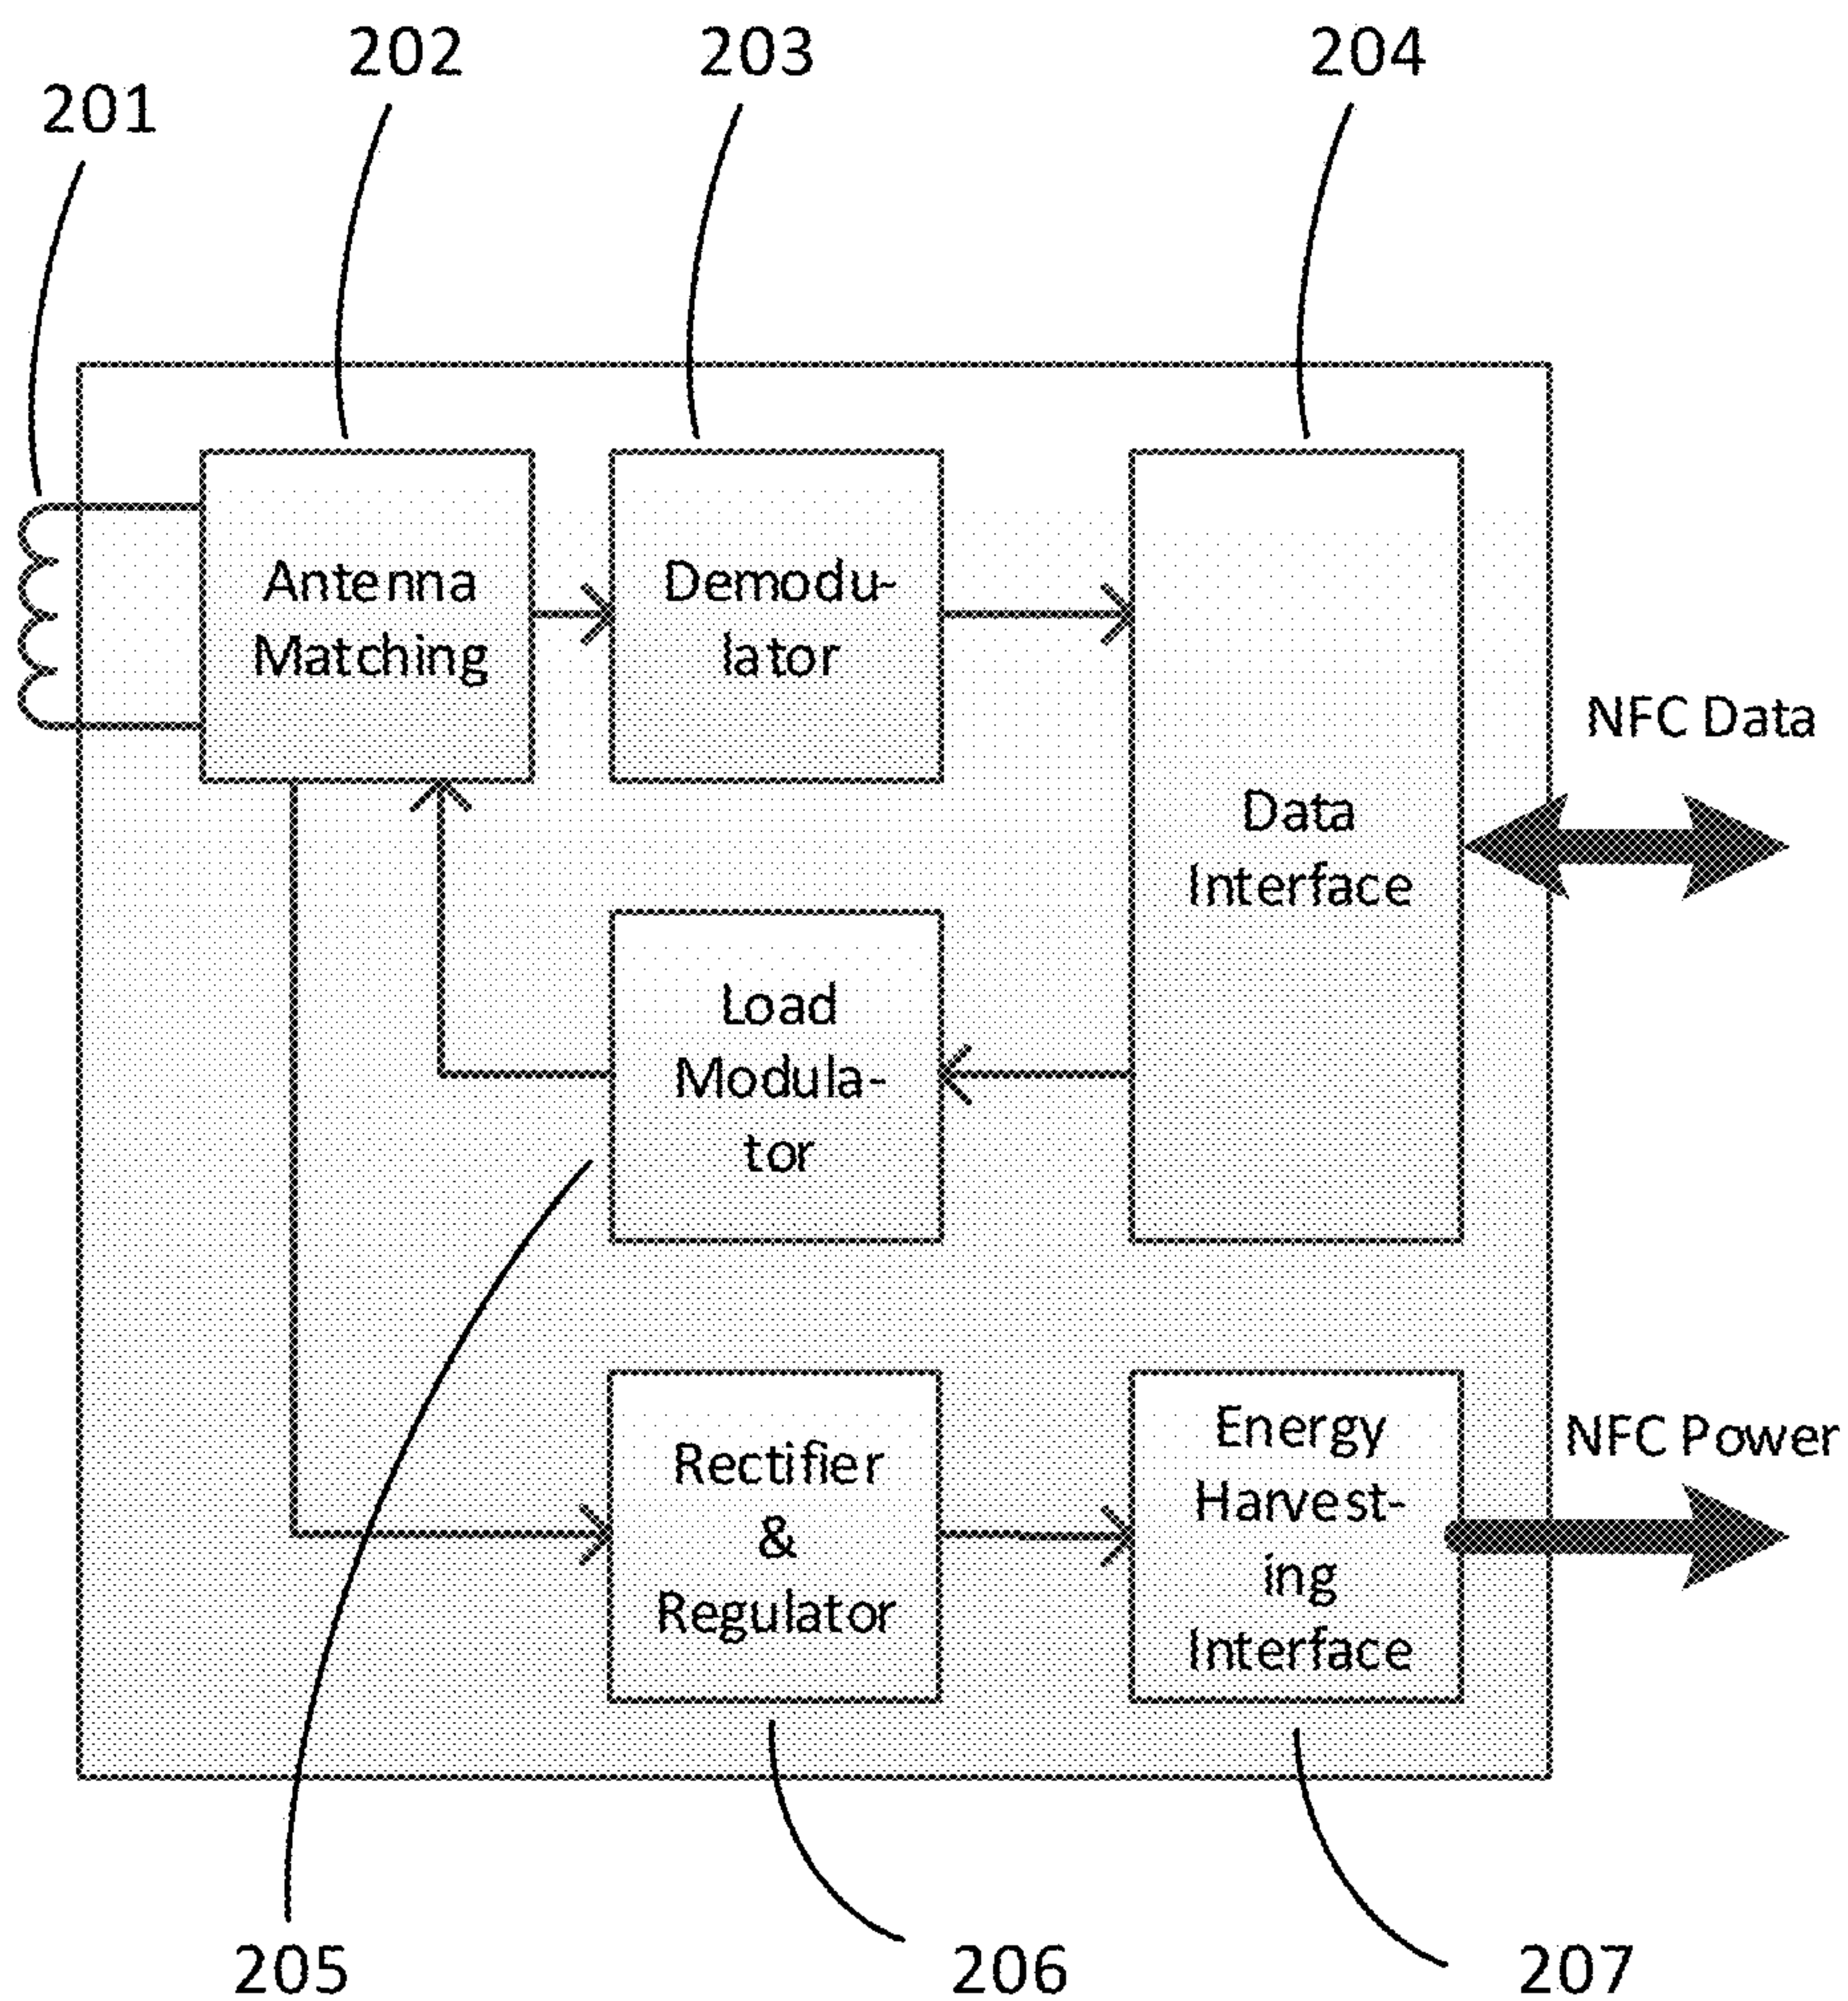 202
203
204
201
Antenna
Matching
Demodu-
lator
NFC Data
Data
Interface
Load
Modula-
tor
Energy
Harvest-
ing
Interface
NFC Power
Rectifier
&
Regulator
205
206
207